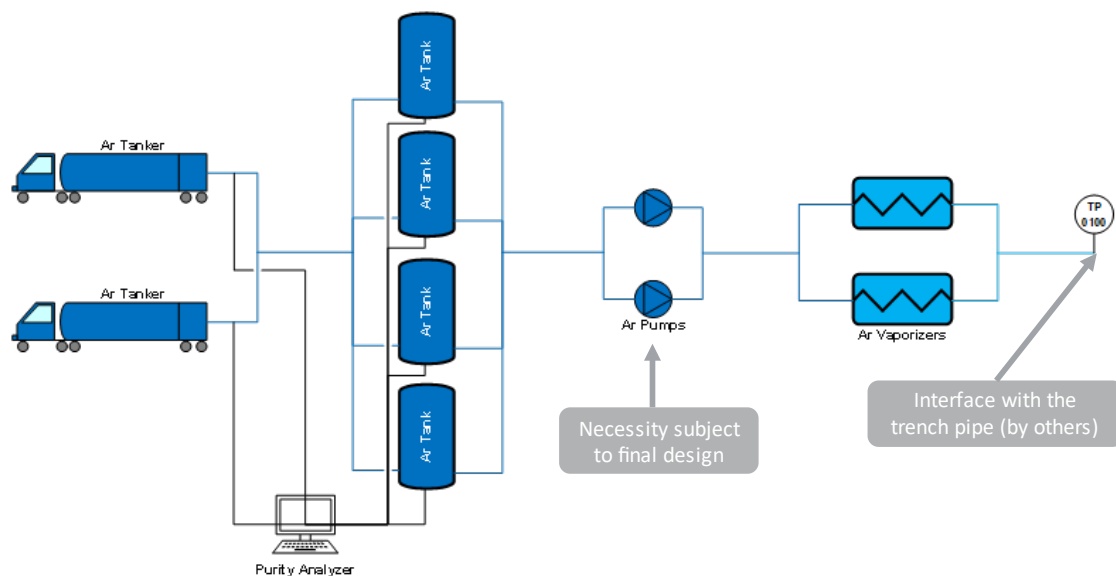 Ar Tanker
Ar Tanker
Ar Tank
Ar Tank
Ar Tank
Ar Tank
Purity Analyzer
Ar Pumps
Necessity subject
to final design
Ar Vaporizers
TP
0100
Interface with the
trench pipe (by others)